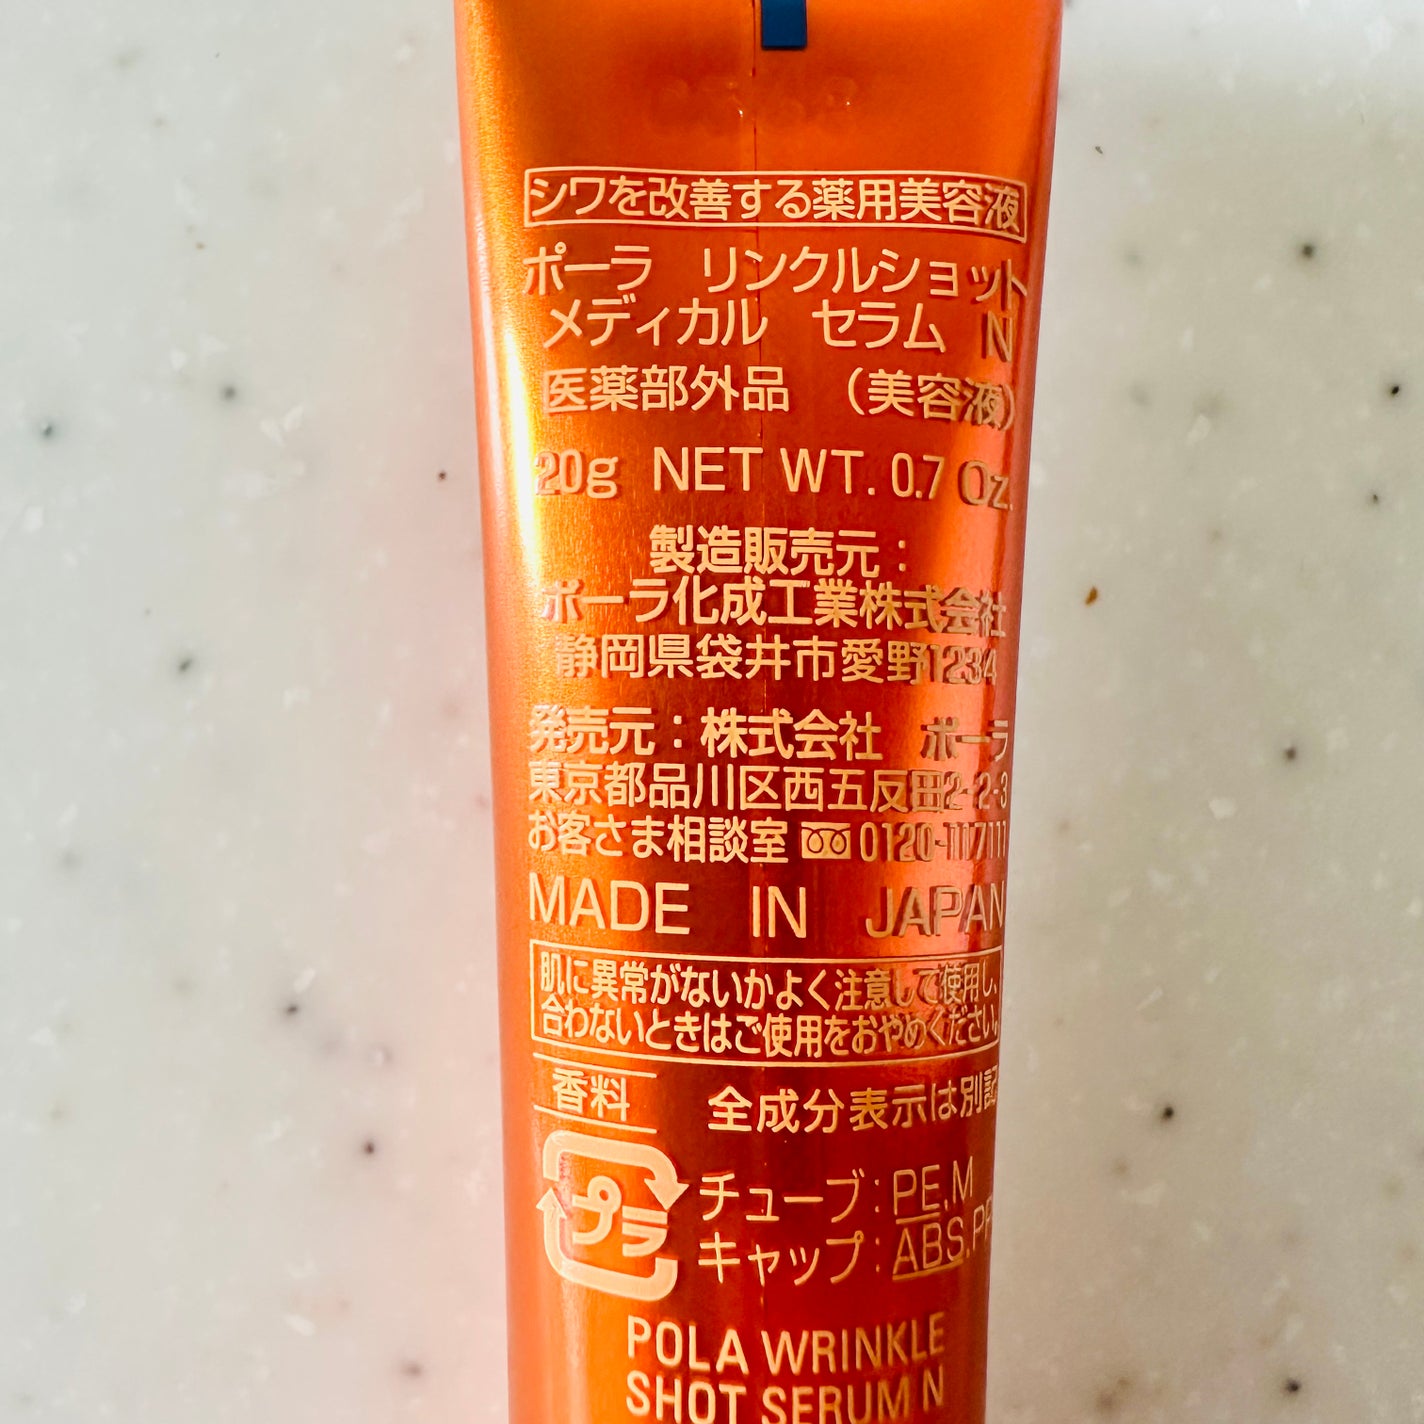 シワを改善する薬用美容液
ポーラ リンクルショット
メディカル セラム N
医薬部外品 (美容液)
20g NET WT. 0.7 Oz.
製造販売元:
ポーラ化成工業株式会社
静岡県袋井市愛野1234
発売元:株式会社 ポーラ
東京都品川区西五反田2-2-3
お客さま相談室 0120-117111
MADE IN JAPAN
肌に異常がないかよく注意して使用し、
合わないときはご使用をおやめください。
香料
全成分表示は別記
プラ
チューブ:PE,M
キャップ:ABS,PP
POLA WRINKLE
SHOT SERUM N